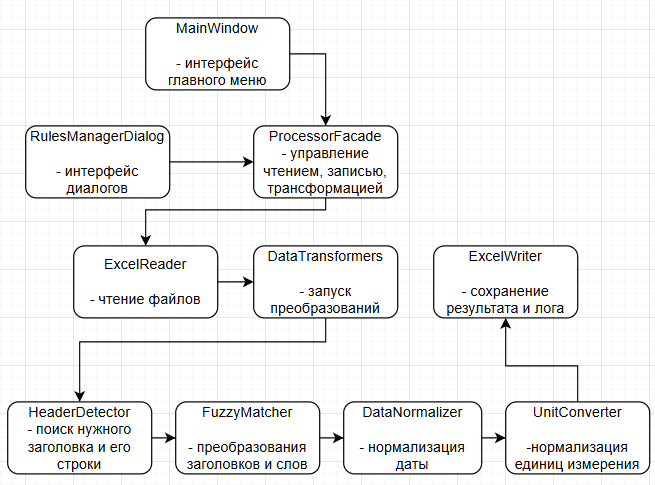 MainWindow
- интерфейс
главного меню
RulesManagerDialog
- интерфейс
диалогов
ProcessorFacade
- управление
чтением, записью,
трансформацией
ExcelReader
- чтение файлов
DataTransformers
- запуск
преобразований
ExcelWriter
- сохранение
результата и лога
HeaderDetector
- поиск нужного
заголовка и его
строки
FuzzyMatcher
- преобразования
заголовков и слов
DataNormalizer
- нормализация
даты
UnitConverter
-нормализация
единиц измерения